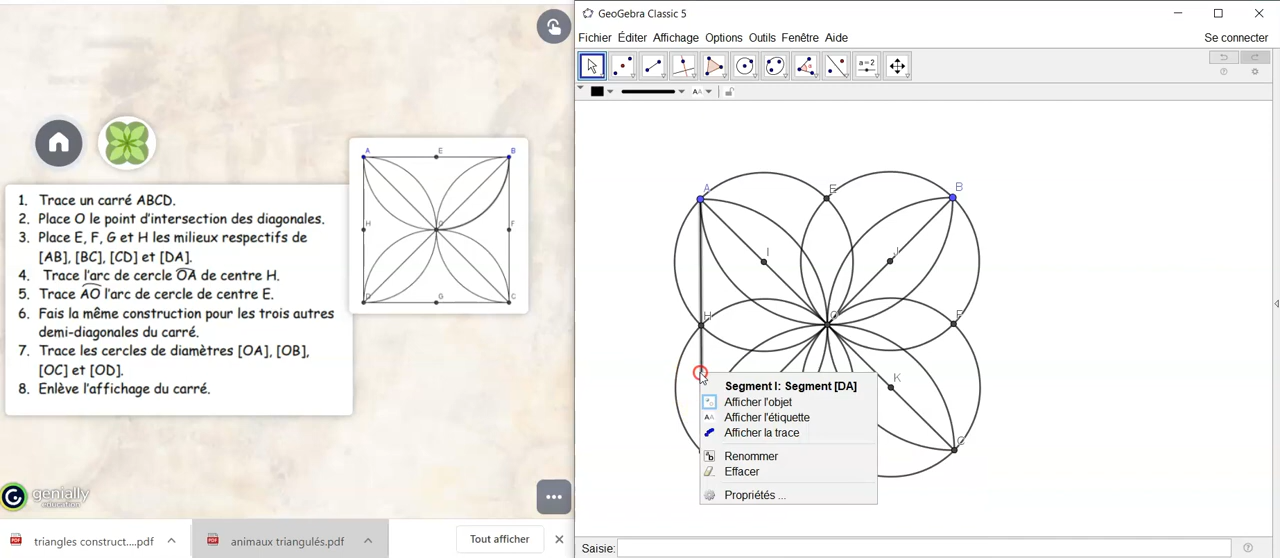 GeoGebra Classic 5
Fichier Éditer Affichage Options Outils Fenêtre Aide
Se connecter
a=2
AA
A E B
H O F
D G C
1. Trace un carré ABCD.
2. Place O le point d'intersection des diagonales.
3. Place E, F, G et H les milieux respectifs de
[AB], [BC], [CD] et [DA].
4. Trace l'arc de cercle OA de centre H.
5. Trace AO l'arc de cercle de centre E.
6. Fais la même construction pour les trois autres
demi-diagonales du carré.
7. Trace les cercles de diamètres [OA], [OB],
[OC] et [OD].
8. Enlève l'affichage du carré.
A E B
I J
H O F
K
C
Segment l: Segment [DA]
Afficher l'objet
AA Afficher l'étiquette
Afficher la trace
Renommer
Effacer
Propriétés ...
genially
education
triangles construct....pdf
animaux triangulés.pdf
Tout afficher
Saisie: